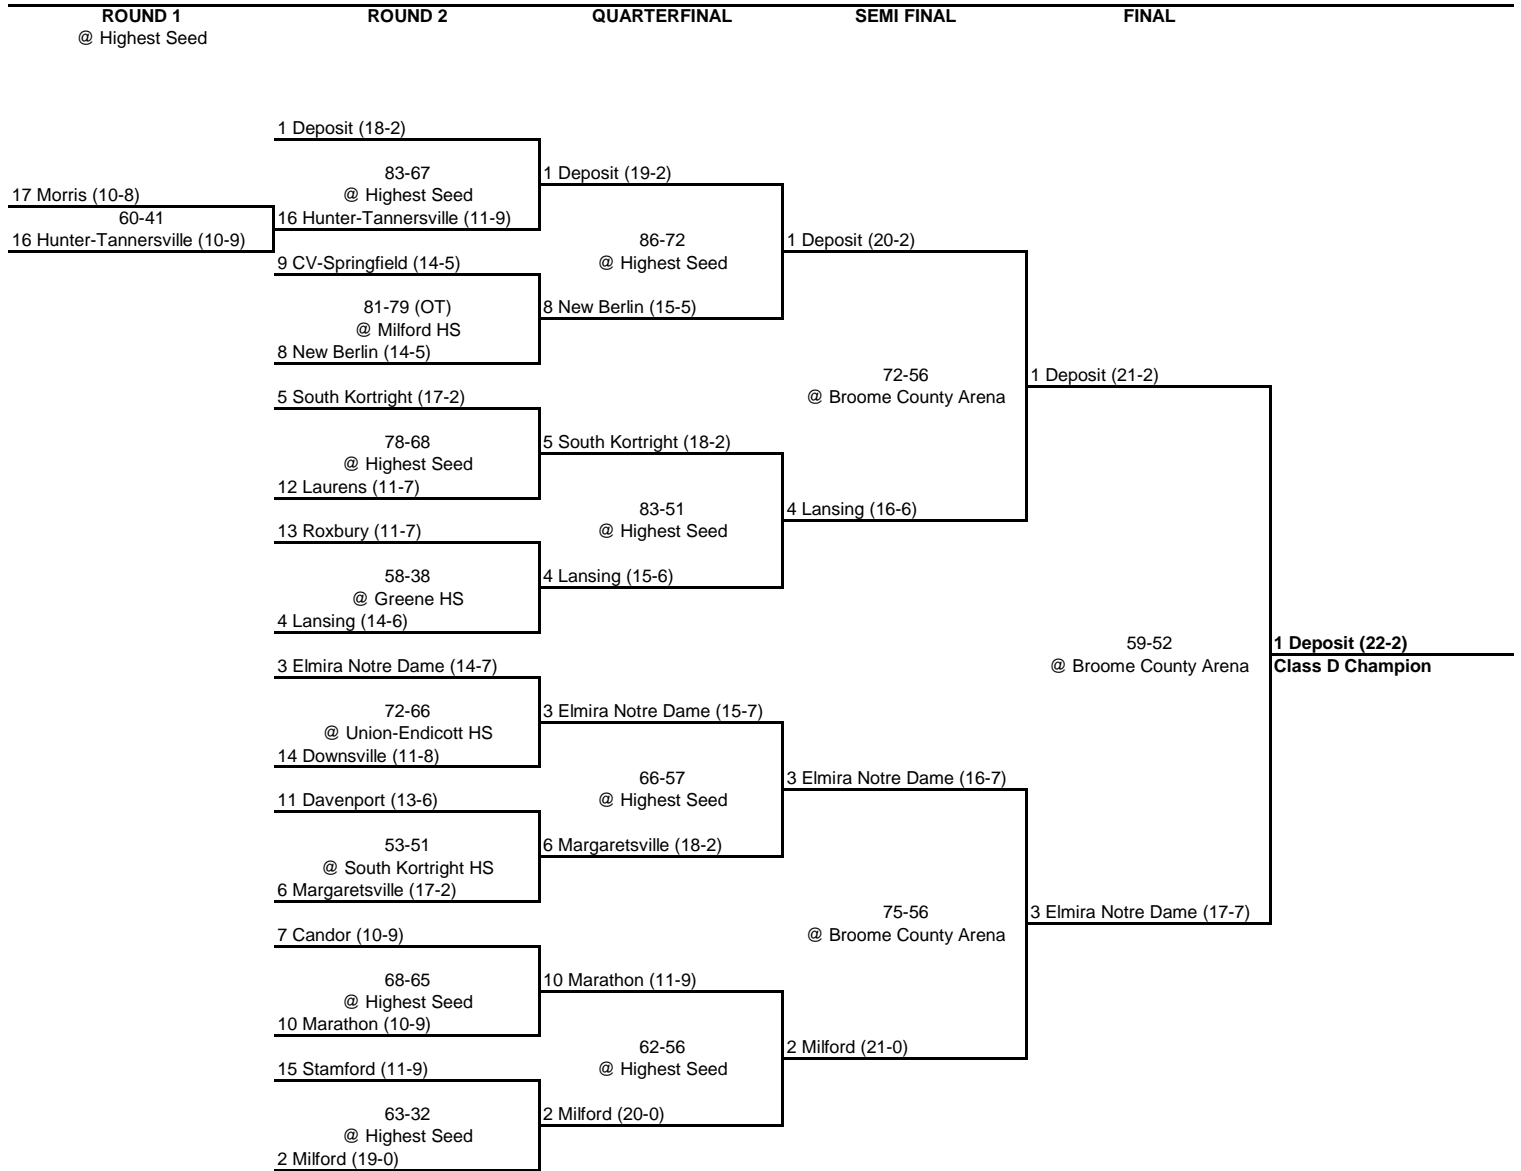 ROUND 1
@ Highest Seed
ROUND 2
QUARTERFINAL
SEMI FINAL
FINAL
17 Morris (10-8)
60-41
16 Hunter-Tannersville (10-9)
1 Deposit (18-2)
83-67
@ Highest Seed
16 Hunter-Tannersville (11-9)
9 CV-Springfield (14-5)
81-79 (OT)
@ Milford HS
8 New Berlin (14-5)
5 South Kortright (17-2)
78-68
@ Highest Seed
12 Laurens (11-7)
13 Roxbury (11-7)
58-38
@ Greene HS
4 Lansing (14-6)
3 Elmira Notre Dame (14-7)
72-66
@ Union-Endicott HS
14 Downsville (11-8)
11 Davenport (13-6)
53-51
@ South Kortright HS
6 Margaretsville (17-2)
7 Candor (10-9)
68-65
@ Highest Seed
10 Marathon (10-9)
15 Stamford (11-9)
63-32
@ Highest Seed
2 Milford (19-0)
1 Deposit (19-2)
86-72
@ Highest Seed
8 New Berlin (15-5)
5 South Kortright (18-2)
83-51
@ Highest Seed
4 Lansing (15-6)
3 Elmira Notre Dame (15-7)
66-57
@ Highest Seed
6 Margaretsville (18-2)
10 Marathon (11-9)
62-56
@ Highest Seed
2 Milford (20-0)
1 Deposit (20-2)
72-56
@ Broome County Arena
4 Lansing (16-6)
3 Elmira Notre Dame (16-7)
75-56
@ Broome County Arena
2 Milford (21-0)
1 Deposit (21-2)
59-52
@ Broome County Arena
3 Elmira Notre Dame (17-7)
1 Deposit (22-2)
Class D Champion